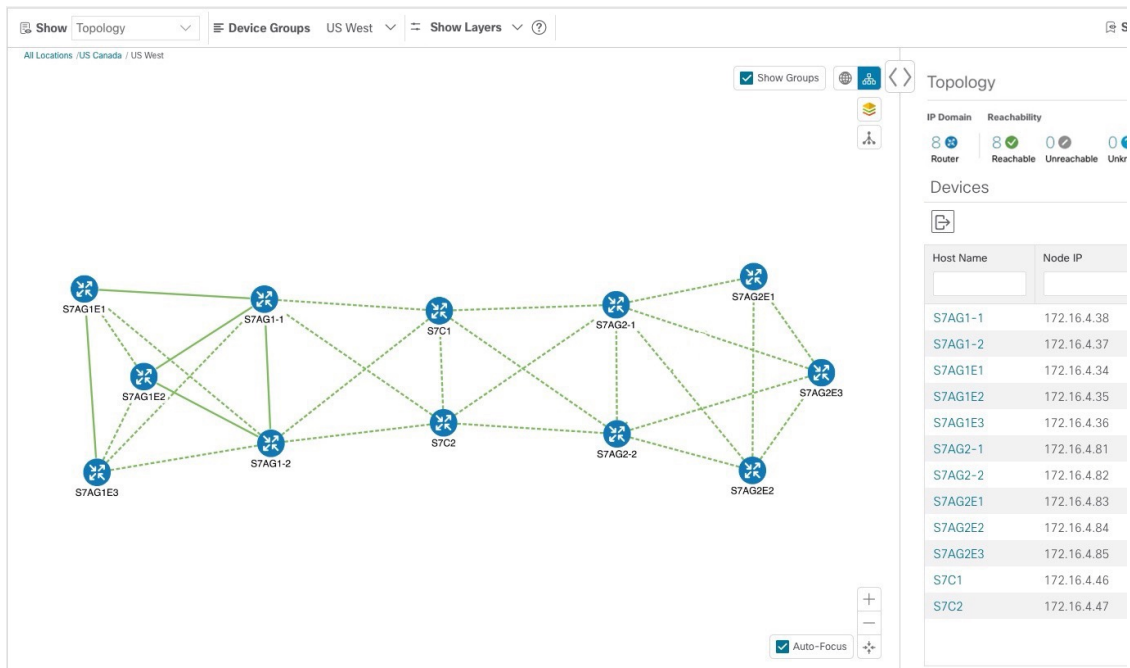 Show Topology Device Groups US West Show Layers ?
All Locations /US Canada / US West
Show Groups
Topology
IP Domain Reachability
8 8 0 0
Router Reachable Unreachable
Devices
Host Name Node IP
S7AG1-1 172.16.4.38
S7AG1-2 172.16.4.37
S7AG1E1 172.16.4.34
S7AG1E2 172.16.4.35
S7AG1E3 172.16.4.36
S7AG2-1 172.16.4.81
S7AG2-2 172.16.4.82
S7AG2E1 172.16.4.83
S7AG2E2 172.16.4.84
S7AG2E3 172.16.4.85
S7C1 172.16.4.46
S7C2 172.16.4.47
S7AG1E1
S7AG1-1
S7C1
S7AG2-1
S7AG2E1
S7AG1E2
S7AG2E3
S7AG1E3
S7AG1-2
S7C2
S7AG2-2
S7AG2E2
Auto-Focus